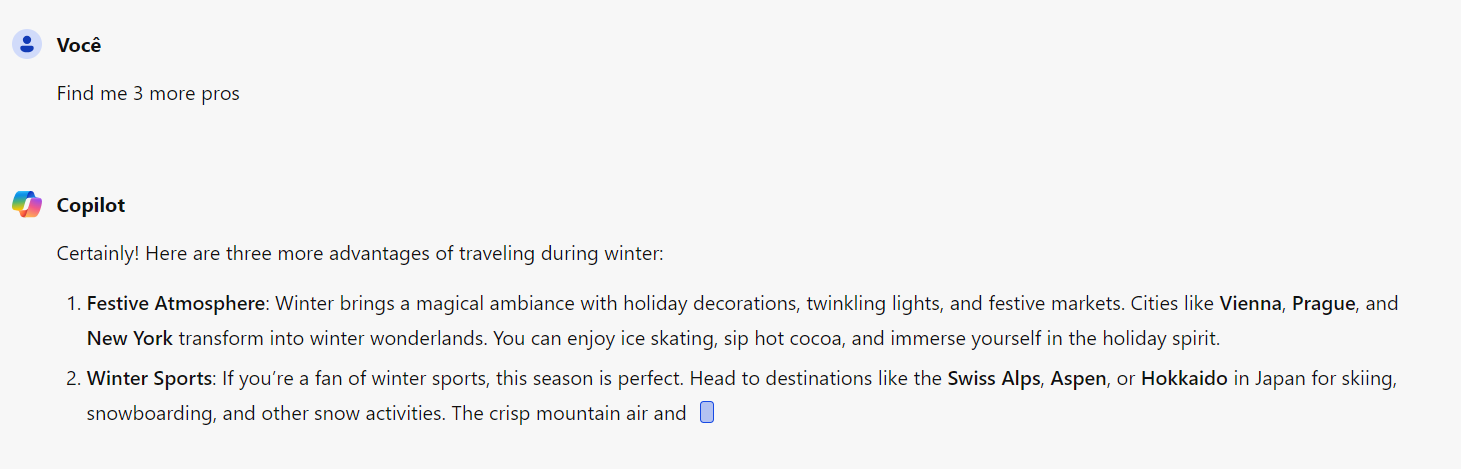 Você
Find me 3 more pros
Copilot
Certainly! Here are three more advantages of traveling during winter:
1. Festive Atmosphere: Winter brings a magical ambiance with holiday decorations, twinkling lights, and festive markets. Cities like Vienna, Prague, and
New York transform into winter wonderlands. You can enjoy ice skating, sip hot cocoa, and immerse yourself in the holiday spirit.
2. Winter Sports: If you’re a fan of winter sports, this season is perfect. Head to destinations like the Swiss Alps, Aspen, or Hokkaido in Japan for skiing,
snowboarding, and other snow activities. The crisp mountain air and